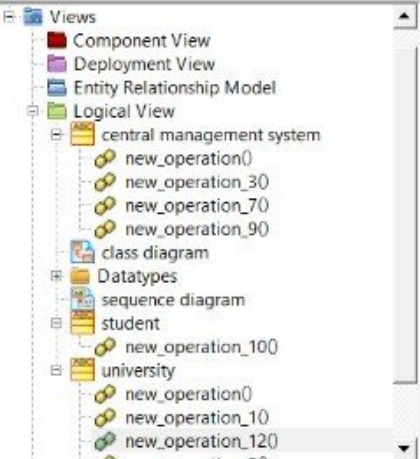 Views
Component View
Deployment View
Entity Relationship Model
Logical View
central management system
new_operation()
new_operation_3()
new_operation_7()
new_operation_9()
class diagram
Datatypes
sequence diagram
student
new_operation_10()
university
new_operation()
new_operation_1()
new_operation_12()